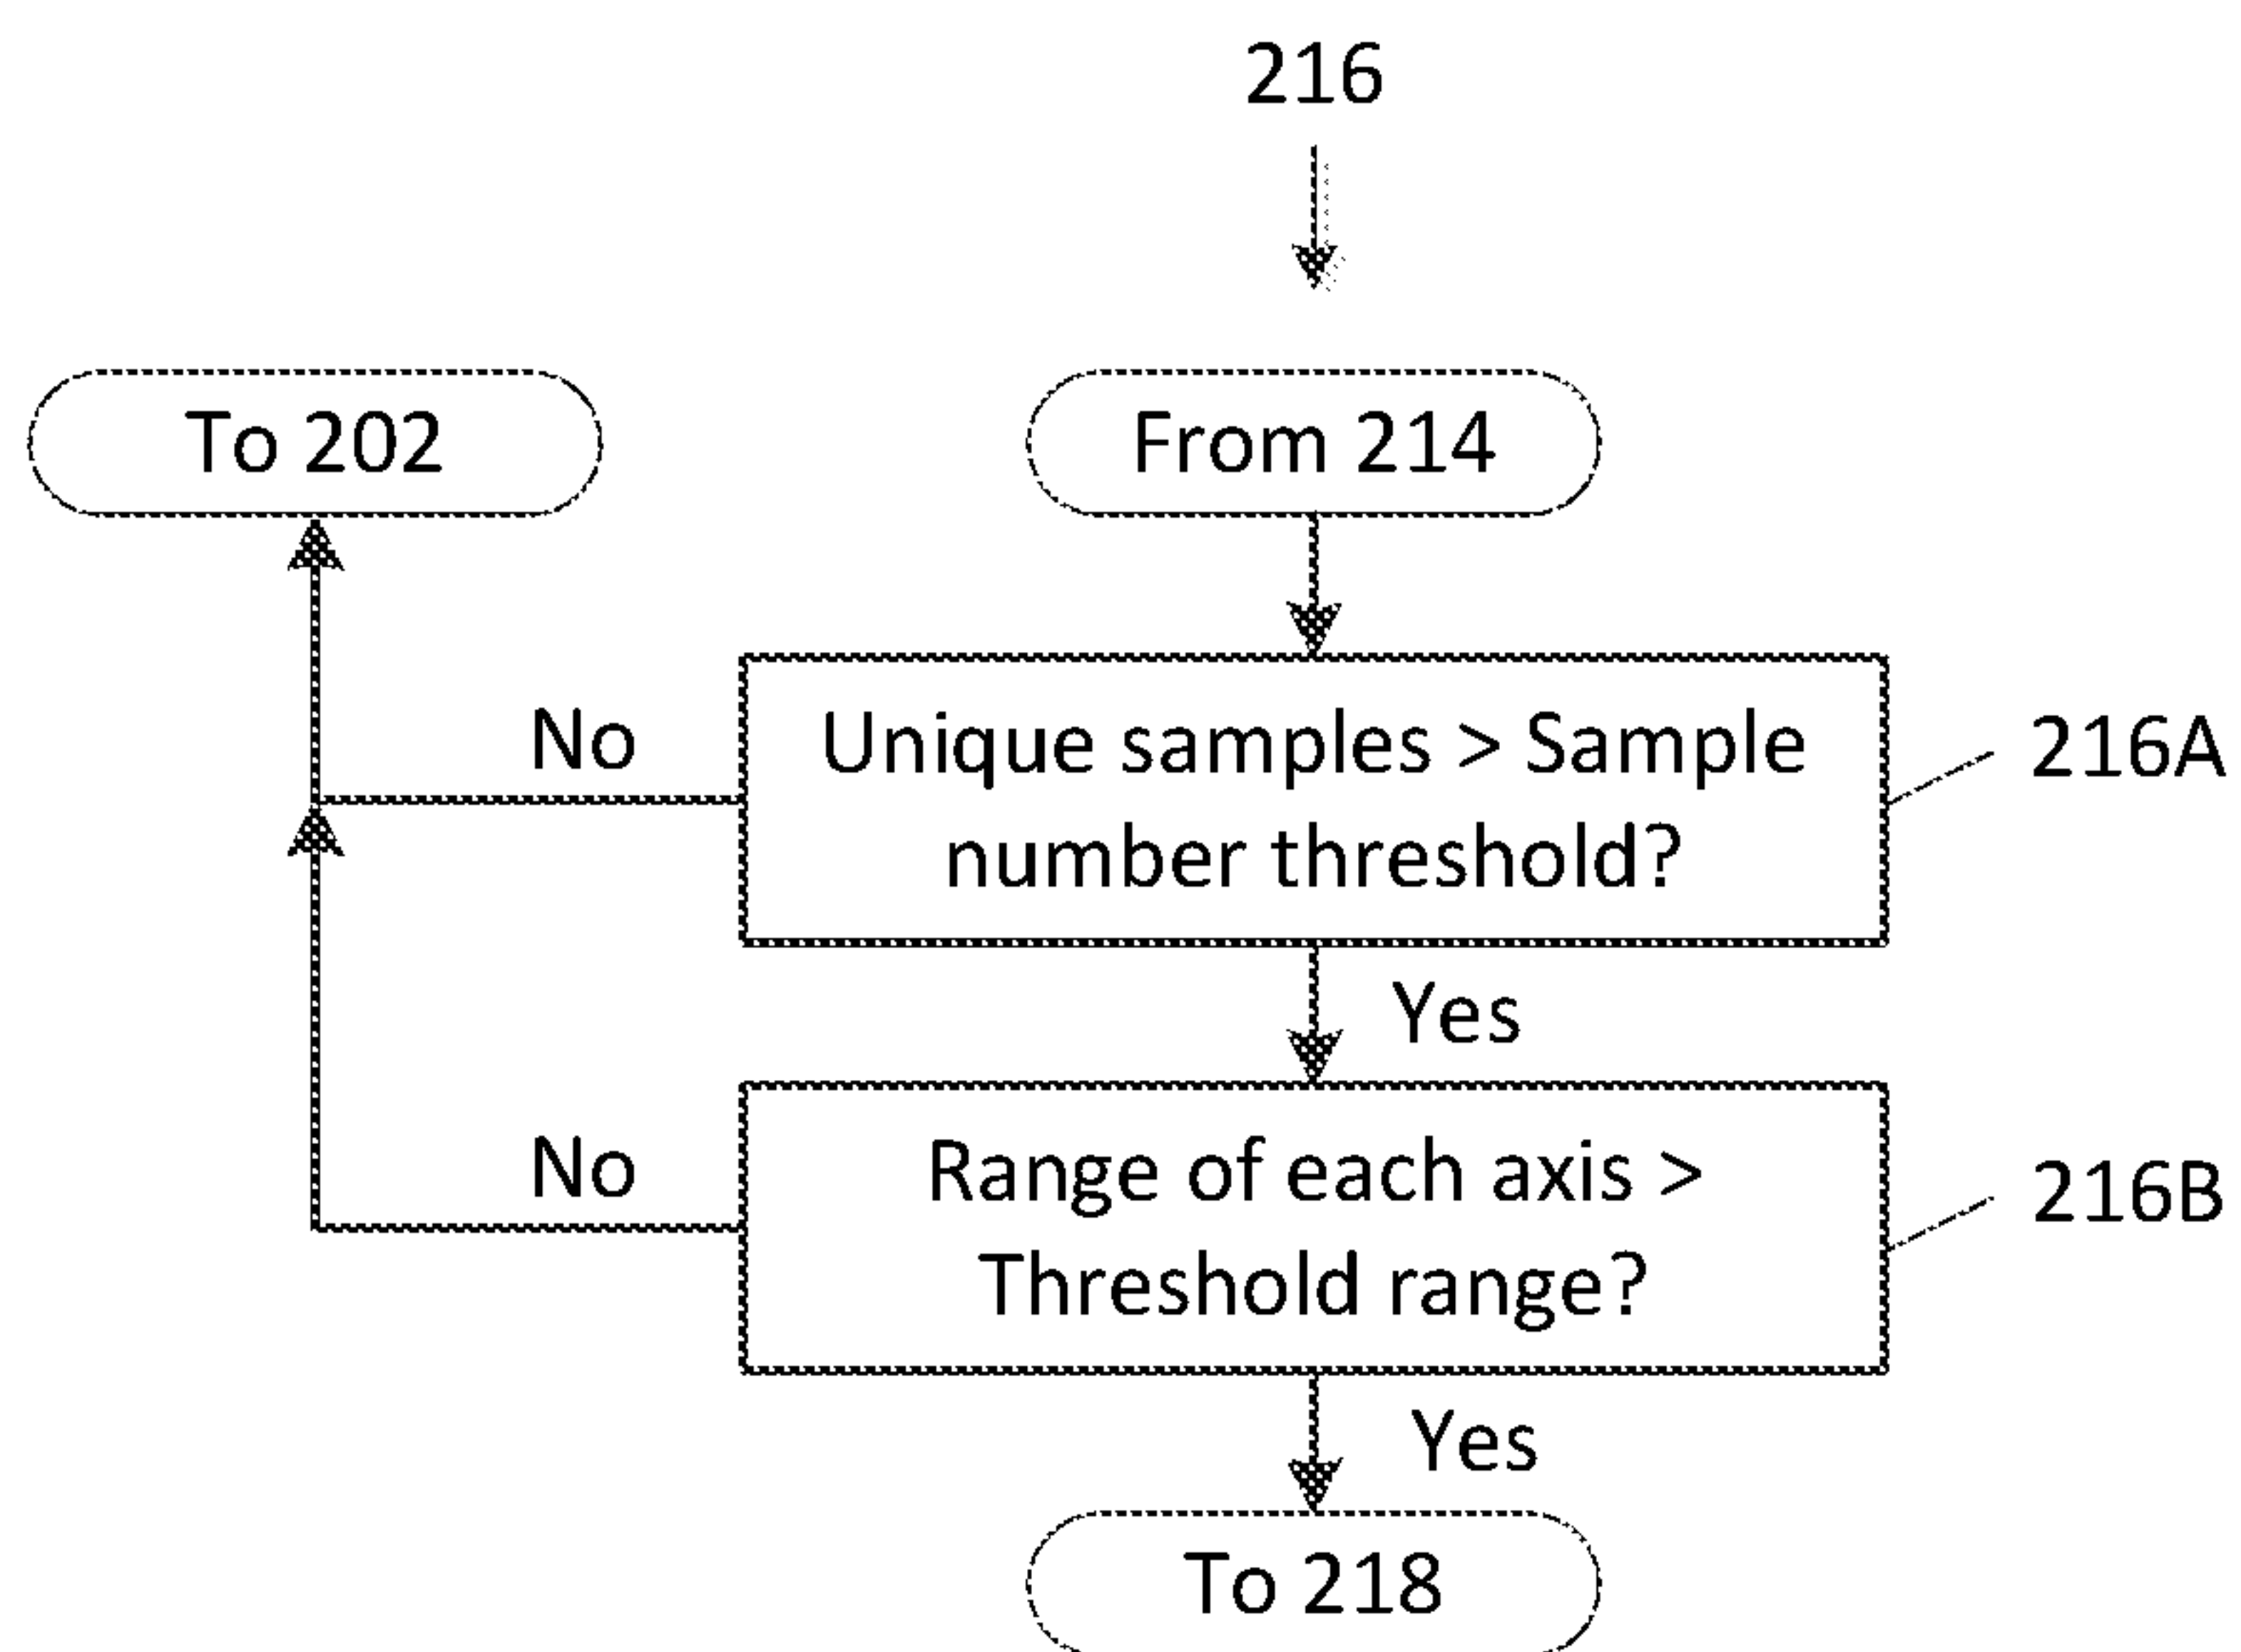 216
To 202
From 214
No
Unique samples > Sample
number threshold?
216A
Yes
No
Range of each axis >
Threshold range?
216B
Yes
To 218